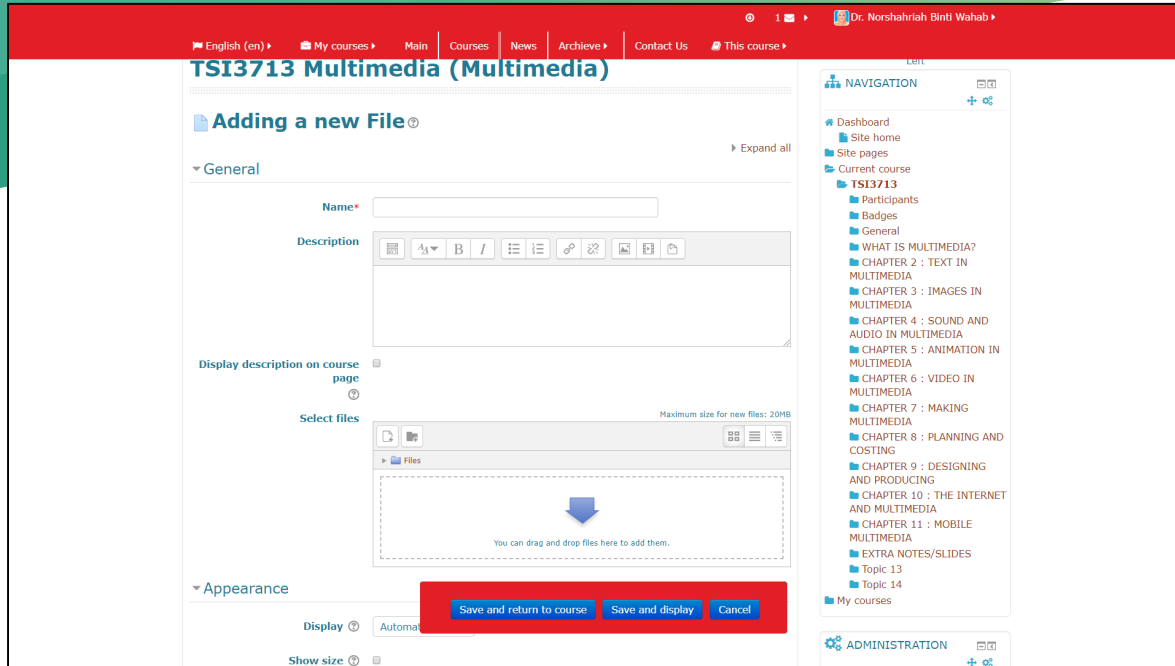 1
Dr. Norshahriah Binti Wahab
English (en)
My courses
Main
Courses
News
Archieve
Contact Us
This course
TSI3713 Multimedia (Multimedia)
Adding a new File
Expand all
General
Name*
Description
B I
Display description on course
page
Select files
Maximum size for new files: 20MB
Files
You can drag and drop files here to add them.
Appearance
Save and return to course
Save and display
Cancel
Display
Automat
Show size
Left
NAVIGATION
Dashboard
Site home
Site pages
Current course
TSI3713
Participants
Badges
General
WHAT IS MULTIMEDIA?
CHAPTER 2 : TEXT IN
MULTIMEDIA
CHAPTER 3 : IMAGES IN
MULTIMEDIA
CHAPTER 4 : SOUND AND
AUDIO IN MULTIMEDIA
CHAPTER 5 : ANIMATION IN
MULTIMEDIA
CHAPTER 6 : VIDEO IN
MULTIMEDIA
CHAPTER 7 : MAKING
MULTIMEDIA
CHAPTER 8 : PLANNING AND
COSTING
CHAPTER 9 : DESIGNING
AND PRODUCING
CHAPTER 10 : THE INTERNET
AND MULTIMEDIA
CHAPTER 11 : MOBILE
MULTIMEDIA
EXTRA NOTES/SLIDES
Topic 13
Topic 14
My courses
ADMINISTRATION